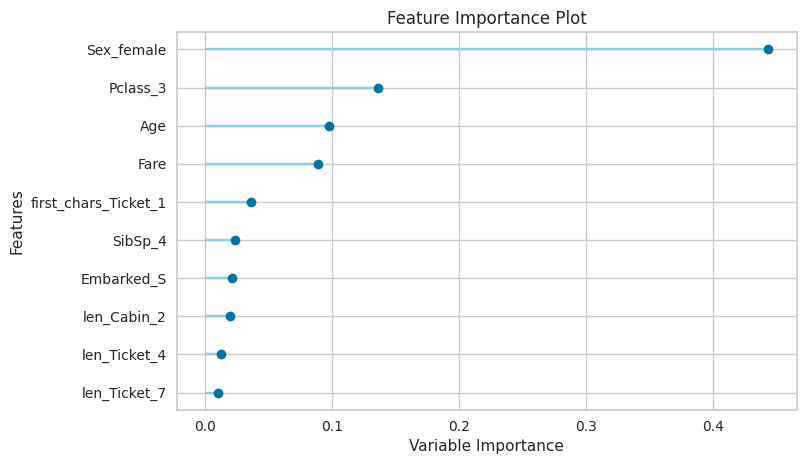 Feature Importance Plot
Sex_female
Pclass_3
Age
Fare
first_chars_Ticket_1
SibSp_4
Embarked_S
len_Cabin_2
len_Ticket_4
len_Ticket_7
Features
0.0 0.1 0.2 0.3 0.4
Variable Importance